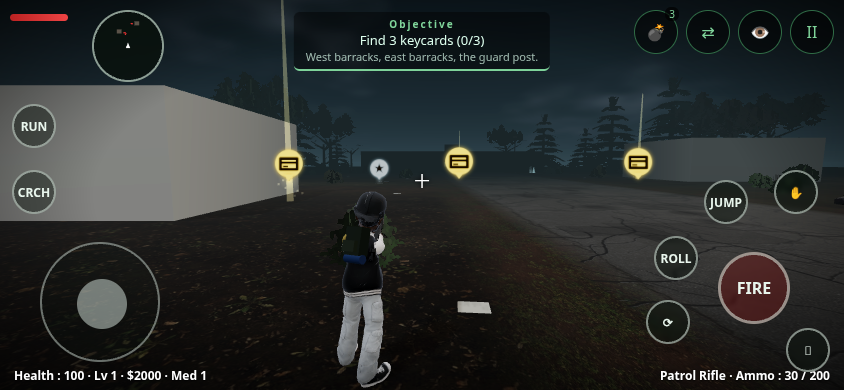 Objective
Find 3 keycards (0/3)
West barracks, east barracks, the guard post.
3
II
RUN
CRCH
JUMP
ROLL
FIRE
Health : 100 · Lv 1 · $2000 · Med 1
Patrol Rifle · Ammo : 30 / 200